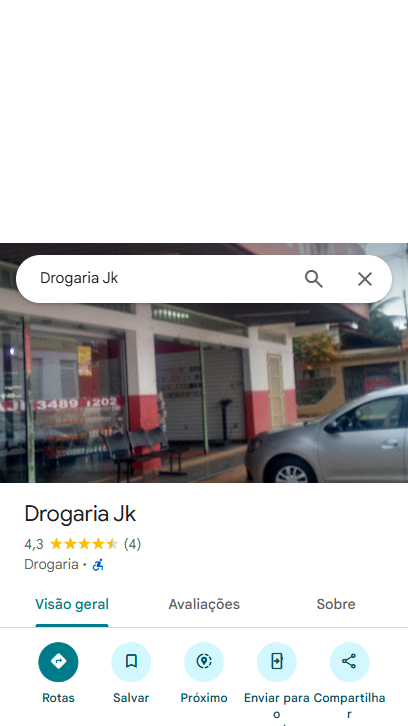 Drogaria Jk
3489 1202
Drogaria Jk
4,3 (4)
Drogaria ·
Visão geral Avaliações Sobre
Rotas Salvar Próximo Enviar para Compartilha
o r